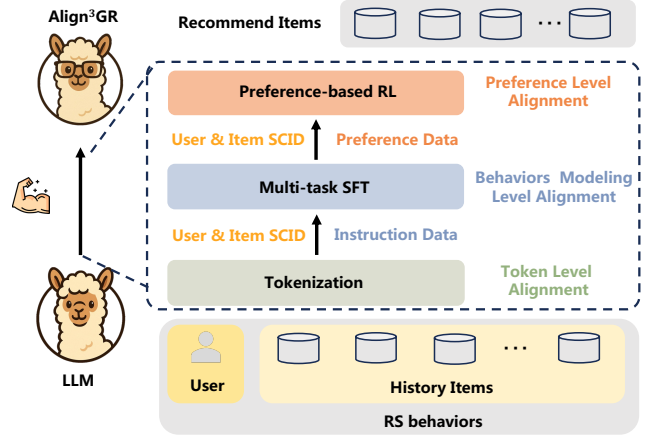 Align³GR
Recommend Items
...
Preference-based RL
Preference Level
Alignment
User & Item SCID
Preference Data
Multi-task SFT
Behaviors Modeling
Level Alignment
User & Item SCID
Instruction Data
Tokenization
Token Level
Alignment
LLM
User
...
History Items
RS behaviors